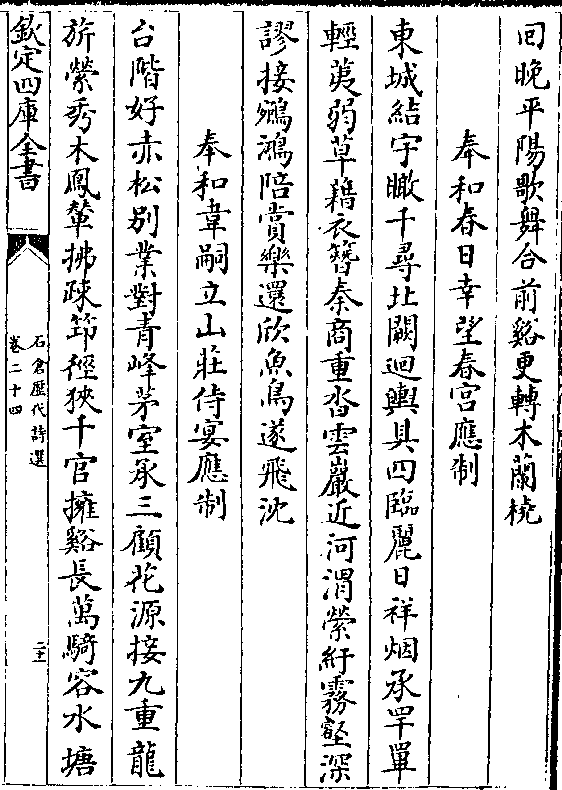 回晚平陽歌舞合前谿更轉木蘭橈
奉和春日幸望春宮應制
東城結宇瞰千尋北闕迴輿具四臨麗日祥烟承罕罼
輕荑弱草藉衣簪秦商重沓雲巖近河渭縈紆霧壑深
謬接鵷鴻陪賞樂還欣魚鳥遂飛沈
奉和韋嗣立山莊侍宴應制
台階好赤松別業對青峰茅室承三顧花源接九重龍
旂縈秀木鳳輦拂疎筇徑狹千官擁谿長萬騎容水塘
欽定四庫全書
石倉歷代詩選
卷二十四